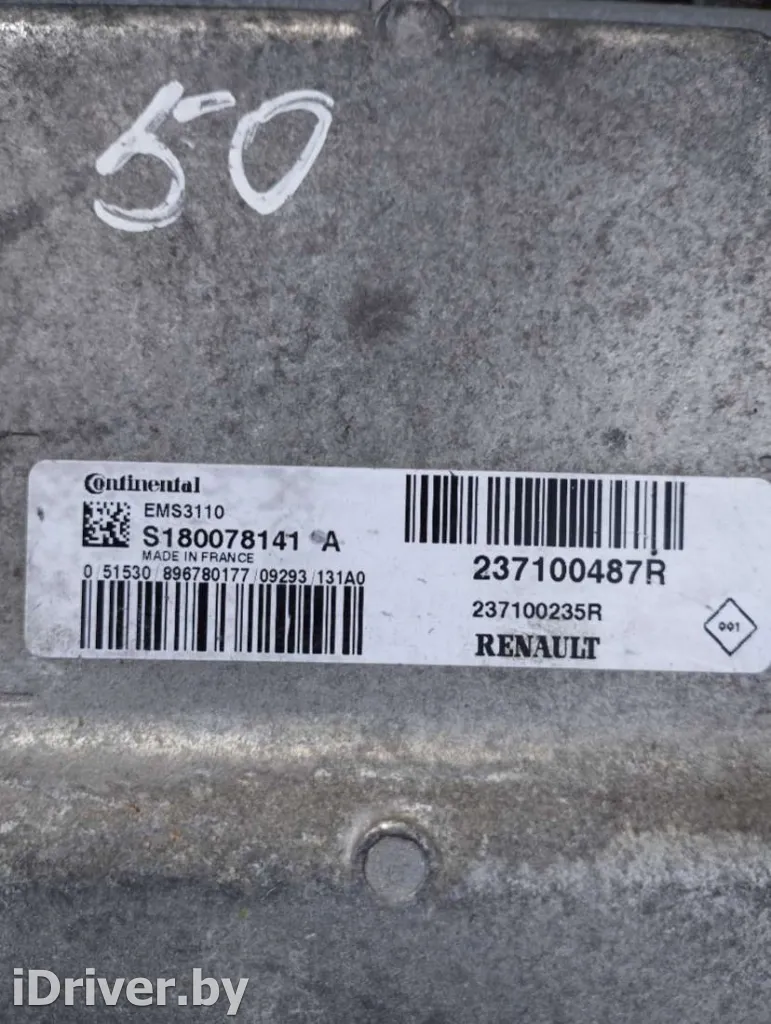 50
Continental
EMS3110
S180078141 A
MADE IN FRANCE
0/51530/896780177/09293/131A0
237100487R
237100235R
RENAULT
001
iDriver.by